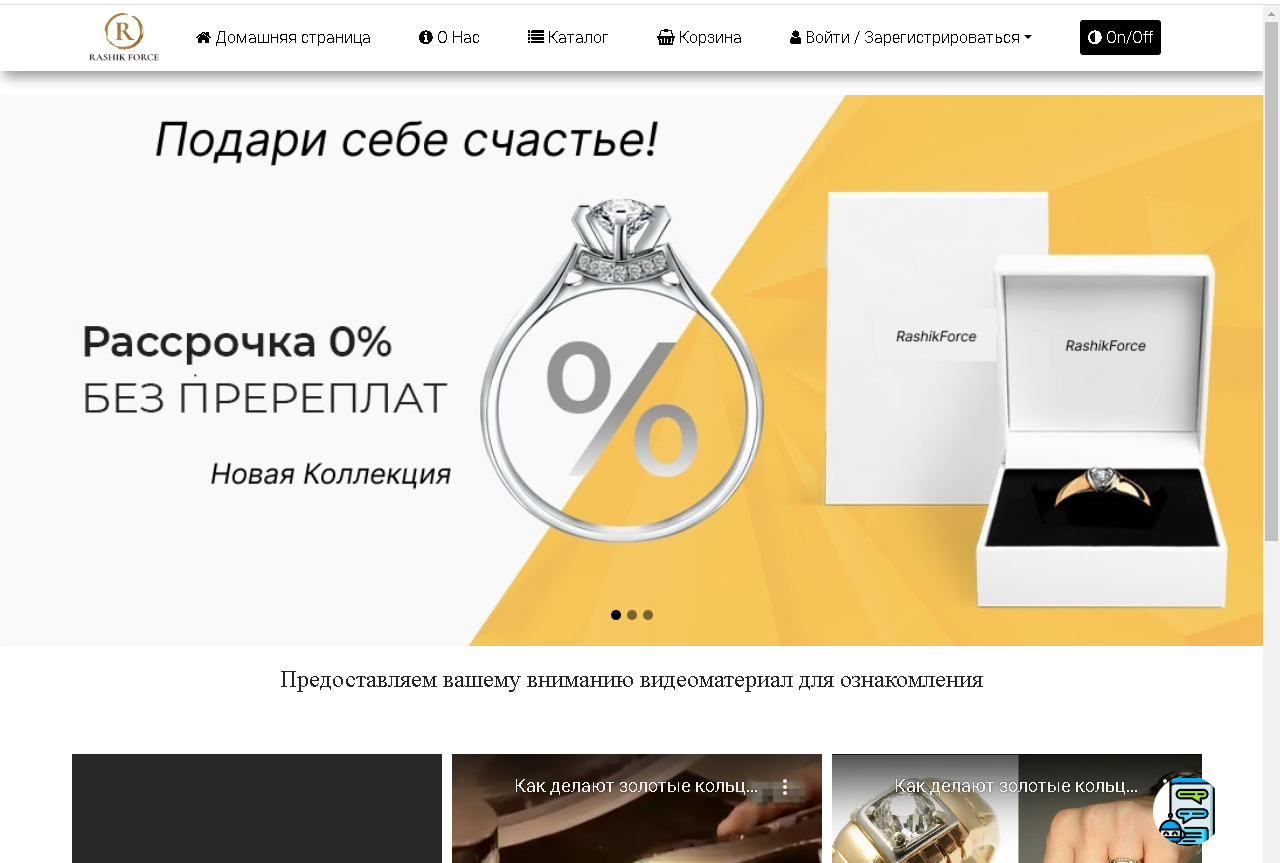 R
RASHIK FORCE
Домашняя страница
О Нас
Каталог
Корзина
Войти / Зарегистрироваться
On/Off
Подари себе счастье!
Рассрочка 0%
БЕЗ ПРЕРЕПЛАТ
Новая Коллекция
%
RashikForce
RashikForce
Предоставляем вашему вниманию видеоматериал для ознакомления
Как делают золотые кольц...
Как делают золотые кольц...